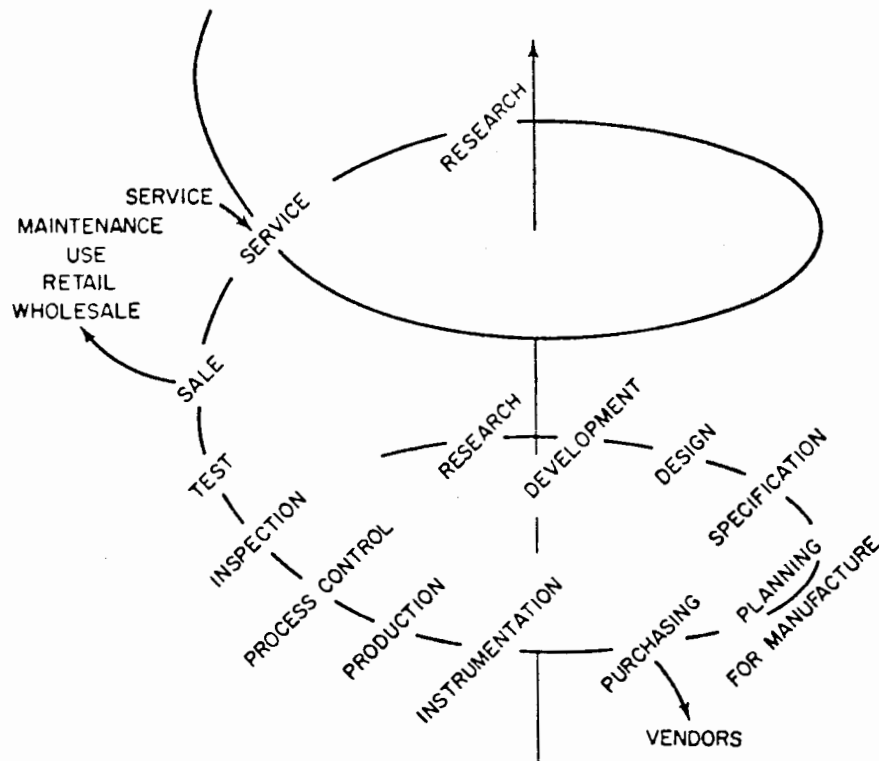 RESEARCH
SERVICE
SERVICE
MAINTENANCE
USE
RETAIL
WHOLESALE
SALE
RESEARCH
DEVELOPMENT
DESIGN
SPECIFICATION
TEST
INSPECTION
PROCESS CONTROL
PRODUCTION
INSTRUMENTATION
PURCHASING
PLANNING
FOR MANUFACTURE
VENDORS